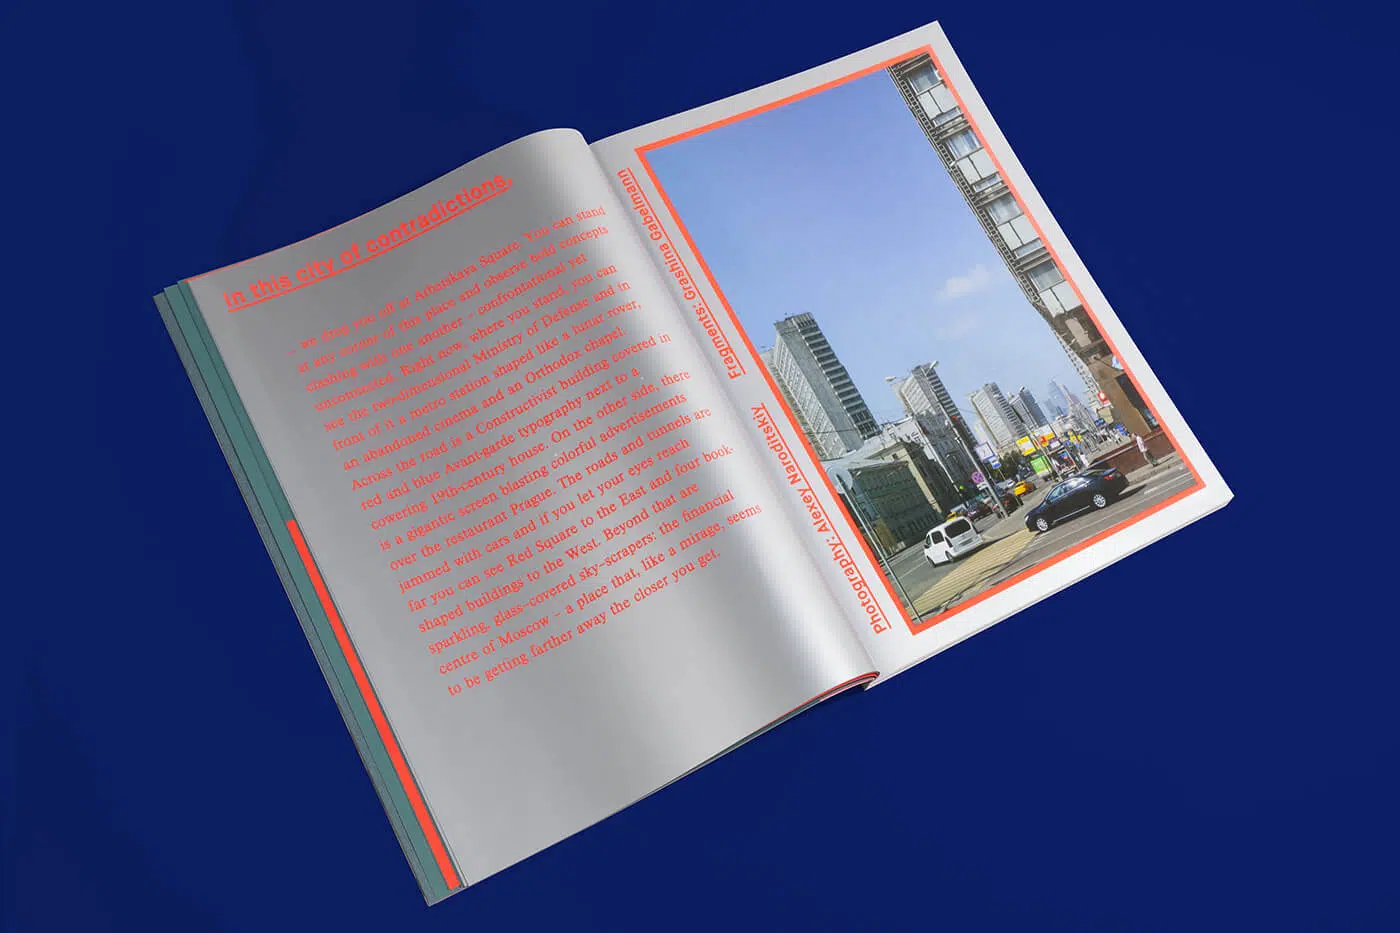 In this city of contradictions,
... we drop you off at Arbatskaya Square. You can stand
at any corner of this place and observe bold concepts
clashing with one another – confrontational yet
unconnected. Right now, where you stand, you can
see the two-dimensional Ministry of Defense and in
front of it a metro station shaped like a lunar rover,
an abandoned cinema and an Orthodox chapel.
Across the road is a Constructivist building covered in
red and blue Avant-garde typography next to a
cowering 19th-century house. On the other side, there
is a gigantic screen blasting colorful advertisements
over the restaurant Prague. The roads and tunnels are
jammed with cars and if you let your eyes reach
far you can see Red Square to the East and four book-
shaped buildings to the West. Beyond that are
sparkling, glass-covered sky-scrapers: the financial
centre of Moscow – a place that, like a mirage, seems
to be getting farther away the closer you get.
Fragments: Grashina Gabelmann
Photography: Alexey Naroditskiy